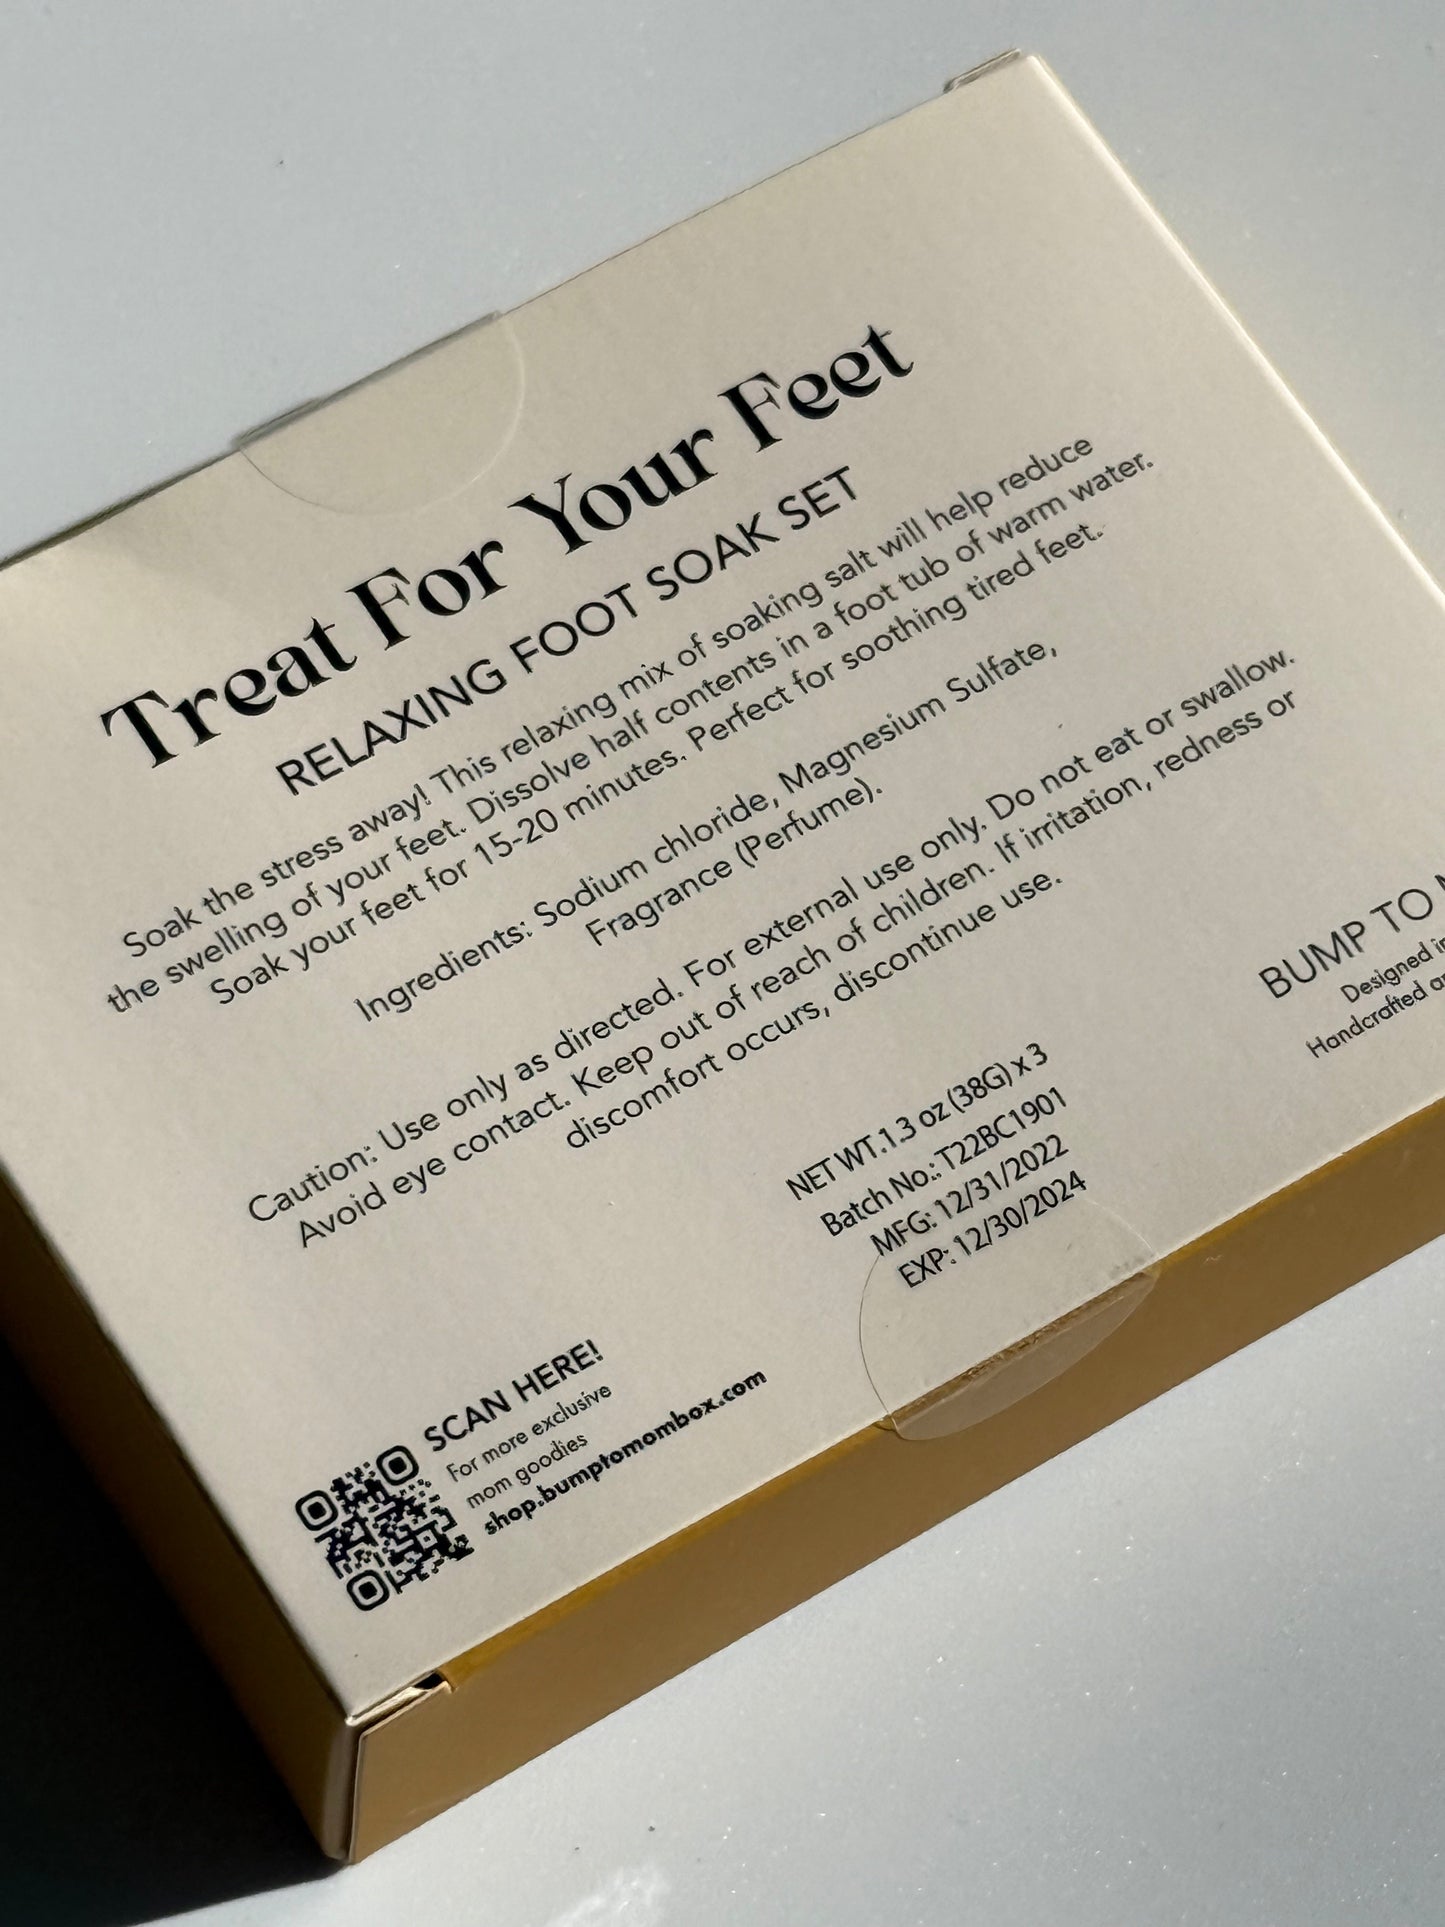 Treat For Your Feet
RELAXING FOOT SOAK SET
Soak the stress away! This relaxing mix of soaking salt will help reduce
the swelling of your feet. Dissolve half contents in a foot tub of warm water.
Soak your feet for 15-20 minutes. Perfect for soothing tired feet.
Ingredients: Sodium chloride, Magnesium Sulfate,
Fragrance (Perfume).
Caution: Use only as directed. For external use only. Do not eat or swallow.
Avoid eye contact. Keep out of reach of children. If irritation, redness or
discomfort occurs, discontinue use.
NET WT.1.3 oz (38G) x 3
Batch No.: T22BC1901
MFG: 12/31/2022
EXP: 12/30/2024
BUMP TO
Designed
Handcrafted
SCAN HERE!
For more exclusive
mom goodies
shop.bumptomombox.com